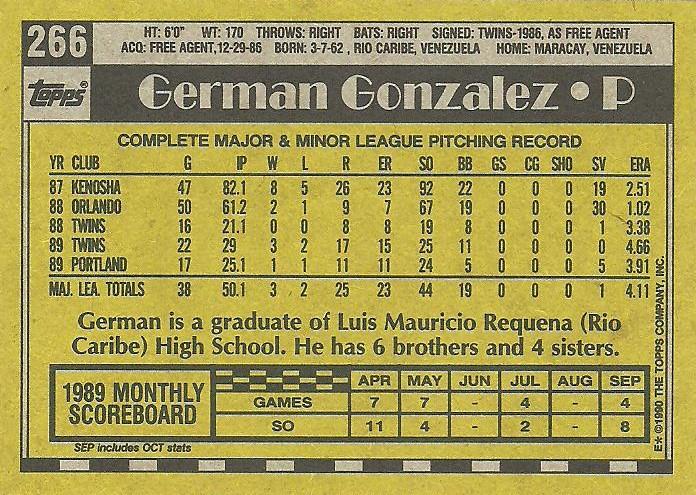 266
HT: 6'0" WT: 170 THROWS: RIGHT BATS: RIGHT SIGNED: TWINS-1986, AS FREE AGENT
ACQ: FREE AGENT,12-29-86 BORN: 3-7-62 , RIO CARIBE, VENEZUELA HOME: MARACAY, VENEZUELA
topps®
German Gonzalez • P
COMPLETE MAJOR & MINOR LEAGUE PITCHING RECORD
YR CLUB G IP W L R ER SO BB GS CG SHO SV ERA
87 KENOSHA 47 82.1 8 5 26 23 92 22 0 0 0 19 2.51
88 ORLANDO 50 61.2 2 1 9 7 67 19 0 0 0 30 1.02
88 TWINS 16 21.1 0 0 8 8 19 8 0 0 0 1 3.38
89 TWINS 22 29 3 2 17 15 25 11 0 0 0 0 4.66
89 PORTLAND 17 25.1 1 1 11 11 24 5 0 0 0 5 3.91
MAJ. LEA. TOTALS 38 50.1 3 2 25 23 44 19 0 0 0 1 4.11
German is a graduate of Luis Mauricio Requena (Rio
Caribe) High School. He has 6 brothers and 4 sisters.
1989 MONTHLY
SCOREBOARD
APR MAY JUN JUL AUG SEP
GAMES 7 7 - 4 - 4
SO 11 4 - 2 - 8
SEP includes OCT stats
E* ©1990 THE TOPPS COMPANY, INC.